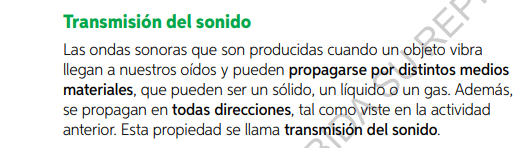 Transmisión del sonido
Las ondas sonoras que son producidas cuando un objeto vibra
llegan a nuestros oídos y pueden propagarse por distintos medios
materiales, que pueden ser un sólido, un líquido o un gas. Además,
se propagan en todas direcciones, tal como viste en la actividad
anterior. Esta propiedad se llama transmisión del sonido.